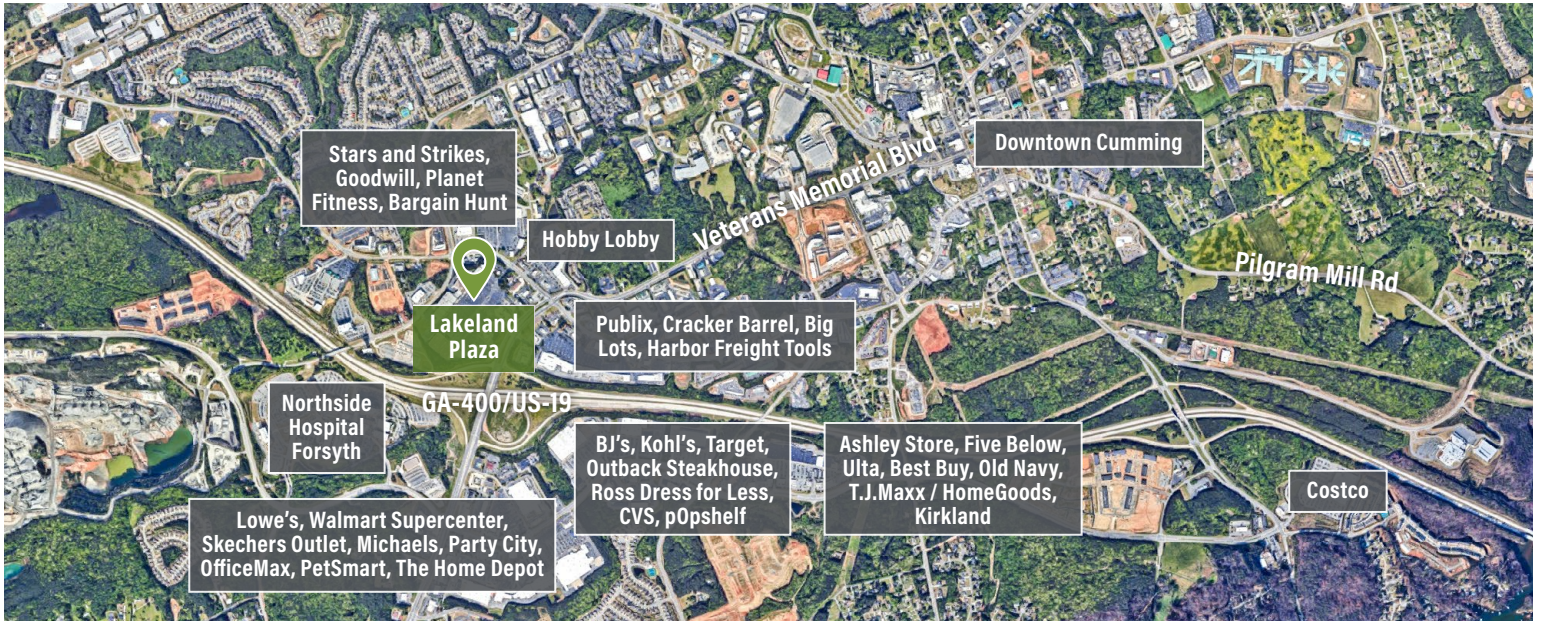 Stars and Strikes,
Goodwill, Planet
Fitness, Bargain Hunt
Downtown Cumming
Veterans Memorial Blvd
Hobby Lobby
Pilgram Mill Rd
Lakeland
Plaza
Publix, Cracker Barrel, Big
Lots, Harbor Freight Tools
GA-400/US-19
Northside
Hospital
Forsyth
BJ's, Kohl's, Target,
Outback Steakhouse,
Ross Dress for Less,
CVS, pOpshelf
Ashley Store, Five Below,
Ulta, Best Buy, Old Navy,
T.J.Maxx / HomeGoods,
Kirkland
Costco
Lowe's, Walmart Supercenter,
Skechers Outlet, Michaels, Party City,
OfficeMax, PetSmart, The Home Depot